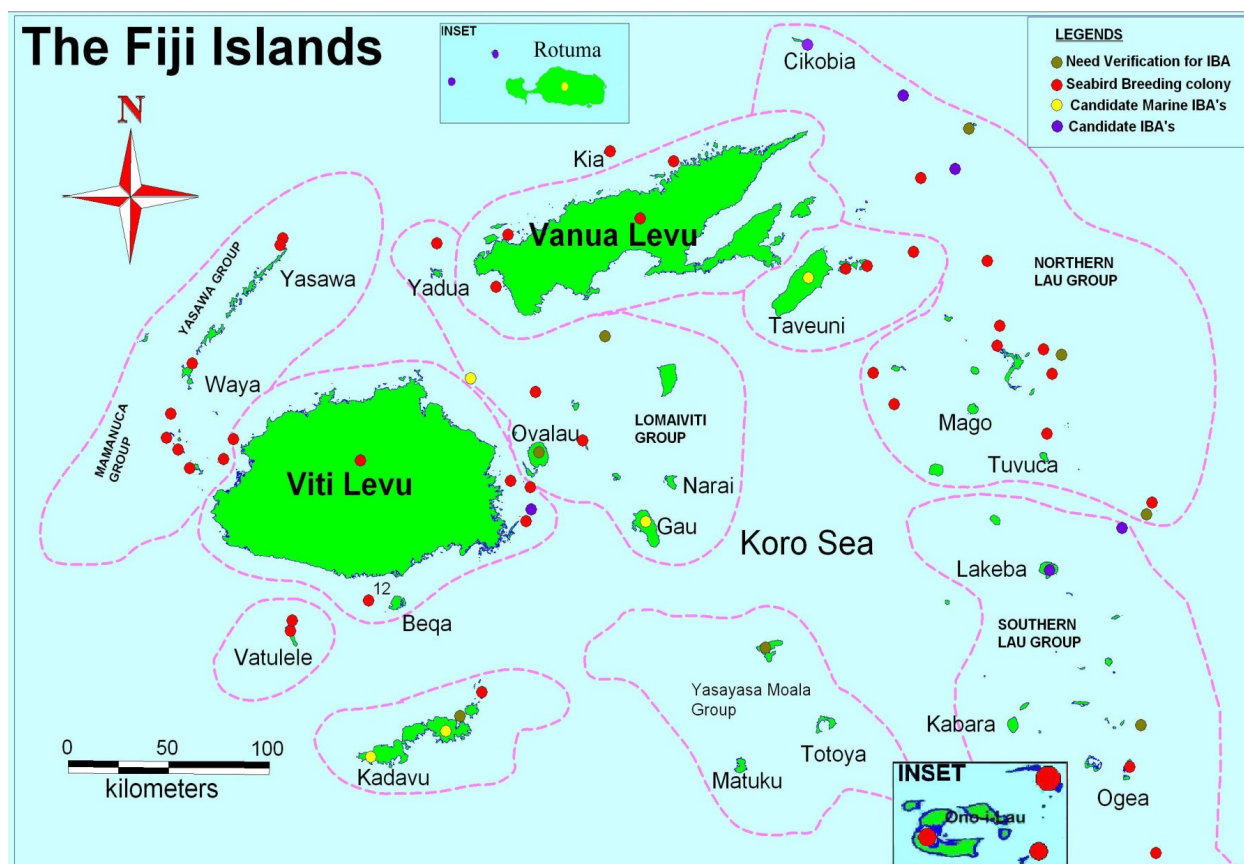 The Fiji Islands
INSET
Rotuma
LEGENDS
Need Verification for IBA
Seabird Breeding colony
Candidate Marine IBA's
Candidate IBA's
N
Cikobia
Kia
Vanua Levu
YASAWA GROUP
Yasawa
Yadua
Taveuni
NORTHERN
LAU GROUP
Waya
MAMANUCA
GROUP
Viti Levu
Ovalau
LOMAIVITI
GROUP
Mago
Tuvuca
Narai
Gau
Koro Sea
Lakeba
12
Beqa
SOUTHERN
LAU GROUP
Vatulele
Yasayasa Moala
Group
Kabara
Totoya
Kadavu
Matuku
0 50 100
kilometers
INSET
Ono-i-Lau
Ogea